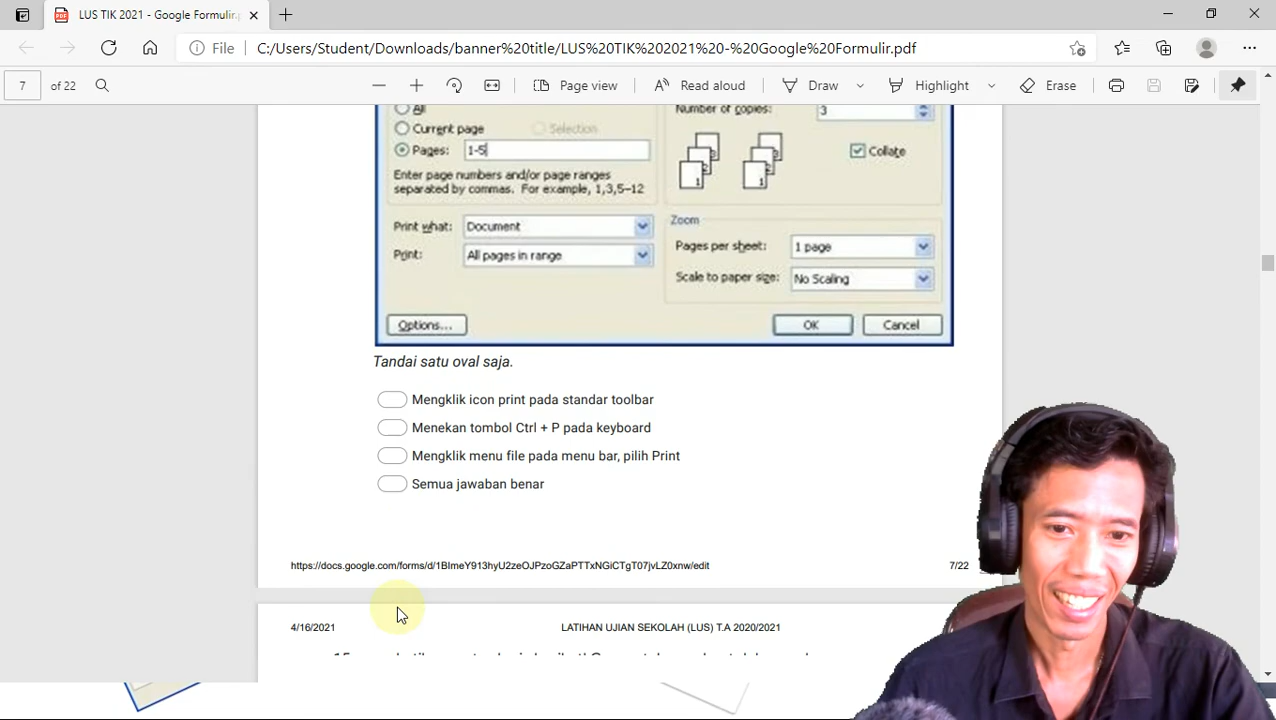 LUS TIK 2021 - Google Formulir.p
File
C:/Users/Student/Downloads/banner%20title/LUS%20TIK%202021%20-%20Google%20Formulir.pdf
7 of 22
Page view
Read aloud
Draw
Highlight
Erase
All
Number of copies: 3
Current page
Selection
Pages: 1-5
Collate
Enter page numbers and/or page ranges
separated by commas. For example, 1,3,5–12
Print what: Document
Zoom
Print: All pages in range
Pages per sheet: 1 page
Scale to paper size: No Scaling
Options...
OK
Cancel
Tandai satu oval saja.
Mengklik icon print pada standar toolbar
Menekan tombol Ctrl + P pada keyboard
Mengklik menu file pada menu bar, pilih Print
Semua jawaban benar
https://docs.google.com/forms/d/1BImeY913hyU2zeOJPzoGZaPTTxNGiCTgT07jvLZ0xnw/edit
7/22
4/16/2021
LATIHAN UJIAN SEKOLAH (LUS) T.A 2020/2021